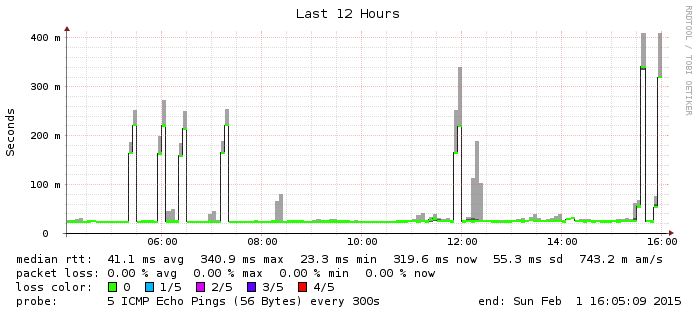 Last 12 Hours
RRDTOOL / TOBI OETIKER
Seconds
400 m
300 m
200 m
100 m
0
06:00 08:00 10:00 12:00 14:00 16:00
median rtt: 41.1 ms avg 340.9 ms max 23.3 ms min 319.6 ms now 55.3 ms sd 743.2 m am/s
packet loss: 0.00 % avg 0.00 % max 0.00 % min 0.00 % now
loss color: 0 1/5 2/5 3/5 4/5
probe: 5 ICMP Echo Pings (56 Bytes) every 300s end: Sun Feb 1 16:05:09 2015